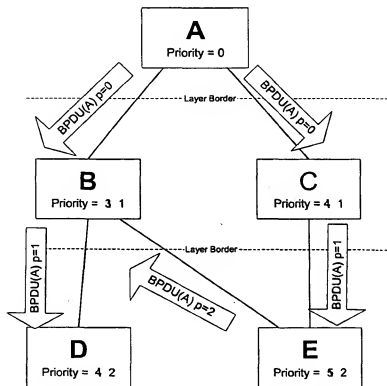 A
Priority = 0
BPDU(A) p=0
BPDU(A) p=0
Layer Border
B
Priority = 3 1
C
Priority = 4 1
BPDU(A) p=1
Layer Border
BPDU(A) p=2
BPDU(A) p=1
D
Priority = 4 2
E
Priority = 5 2